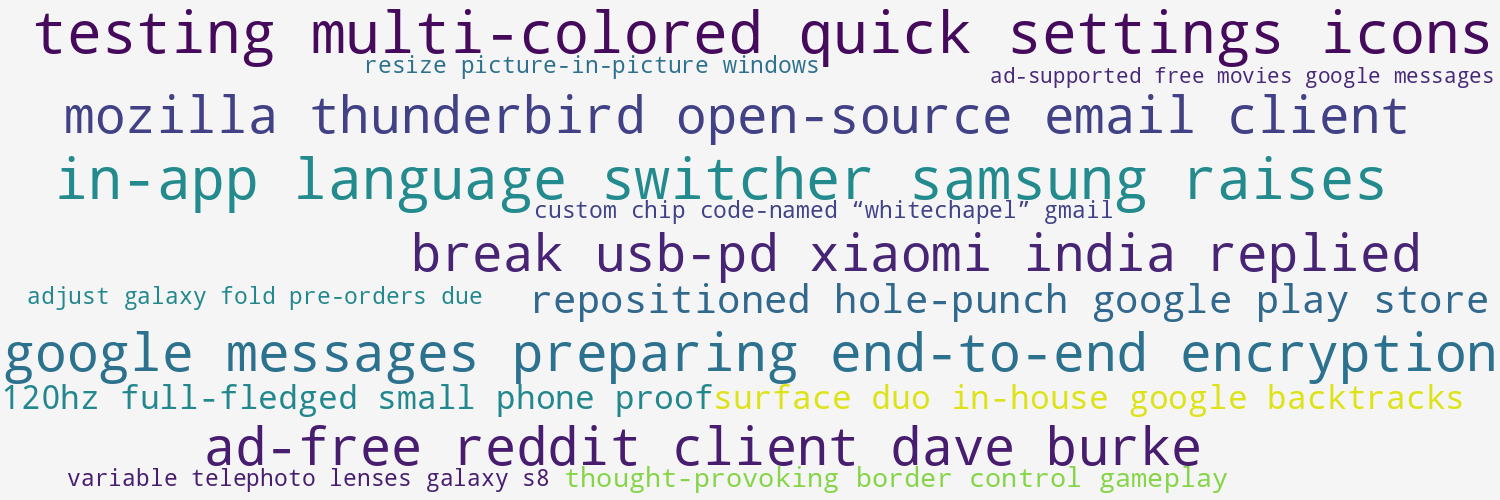 testing multi-colored quick settings icons
resize picture-in-picture windows
ad-supported free movies google messages
mozilla thunderbird open-source email client
in-app language switcher samsung raises
custom chip code-named “whitechapel” gmail
break usb-pd xiaomi india replied
adjust galaxy fold pre-orders due
repositioned hole-punch google play store
google messages preparing end-to-end encryption
120hz full-fledged small phone proof
surface duo in-house google backtracks
ad-free reddit client dave burke
variable telephoto lenses galaxy s8
thought-provoking border control gameplay